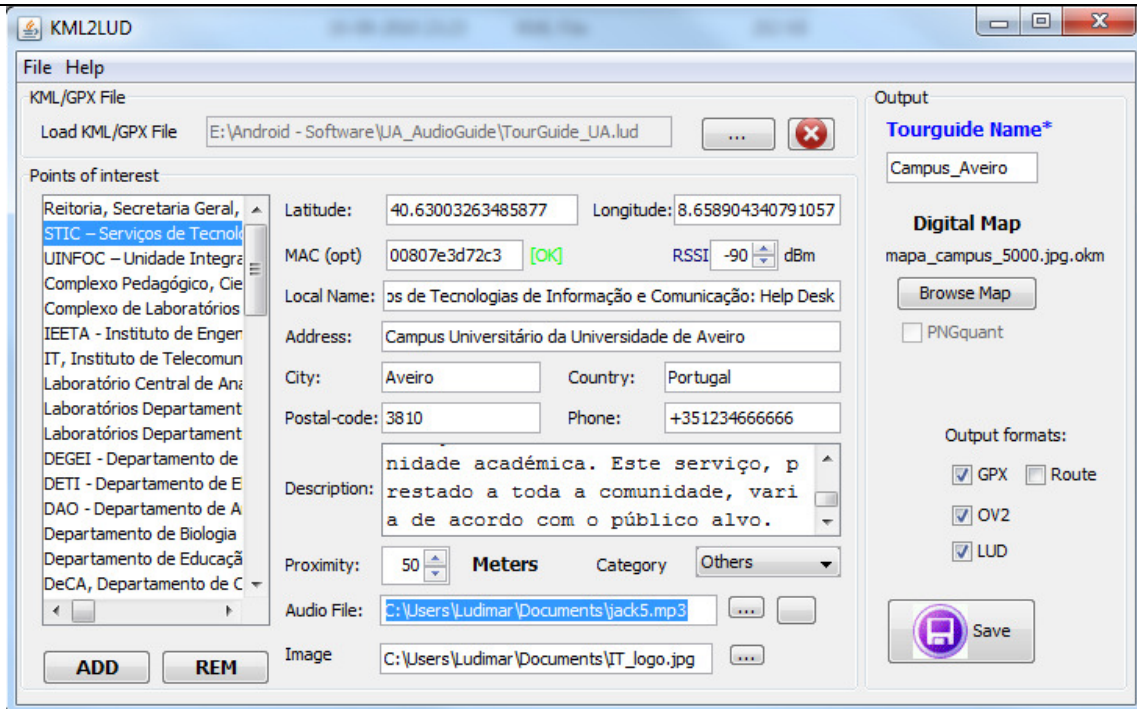 KML2LUD
File Help
KML/GPX File
Load KML/GPX File E:\Android - Software\UA_AudioGuide\TourGuide_UA.lud ...
Points of interest
Reitoria, Secretaria Geral,
STIC – Serviços de Tecnolo
UINFOC – Unidade Integra
Complexo Pedagógico, Cie
Complexo de Laboratórios
IEETA - Instituto de Engen
IT, Instituto de Telecomun
Laboratório Central de Aná
Laboratórios Departament
Laboratórios Departament
DEGEI - Departamento de
DETI - Departamento de E
DAO - Departamento de A
Departamento de Biologia
Departamento de Educaçã
DeCA, Departamento de C
ADD REM
Latitude: 40.63003263485877 Longitude: 8.658904340791057
MAC (opt) 00807e3d72c3 [OK] RSSI -90 dBm
Local Name: os de Tecnologias de Informação e Comunicação: Help Desk
Address: Campus Universitário da Universidade de Aveiro
City: Aveiro Country: Portugal
Postal-code: 3810 Phone: +351234666666
Description:
nidade académica. Este serviço, p
restado a toda a comunidade, vari
a de acordo com o público alvo.
Proximity: 50 Meters Category Others
Audio File: C:\Users\Ludimar\Documents\jack5.mp3 ...
Image C:\Users\Ludimar\Documents\IT_logo.jpg ...
Output
Tourguide Name*
Campus_Aveiro
Digital Map
mapa_campus_5000.jpg.okm
Browse Map
PNGquant
Output formats:
GPX Route
OV2
LUD
Save